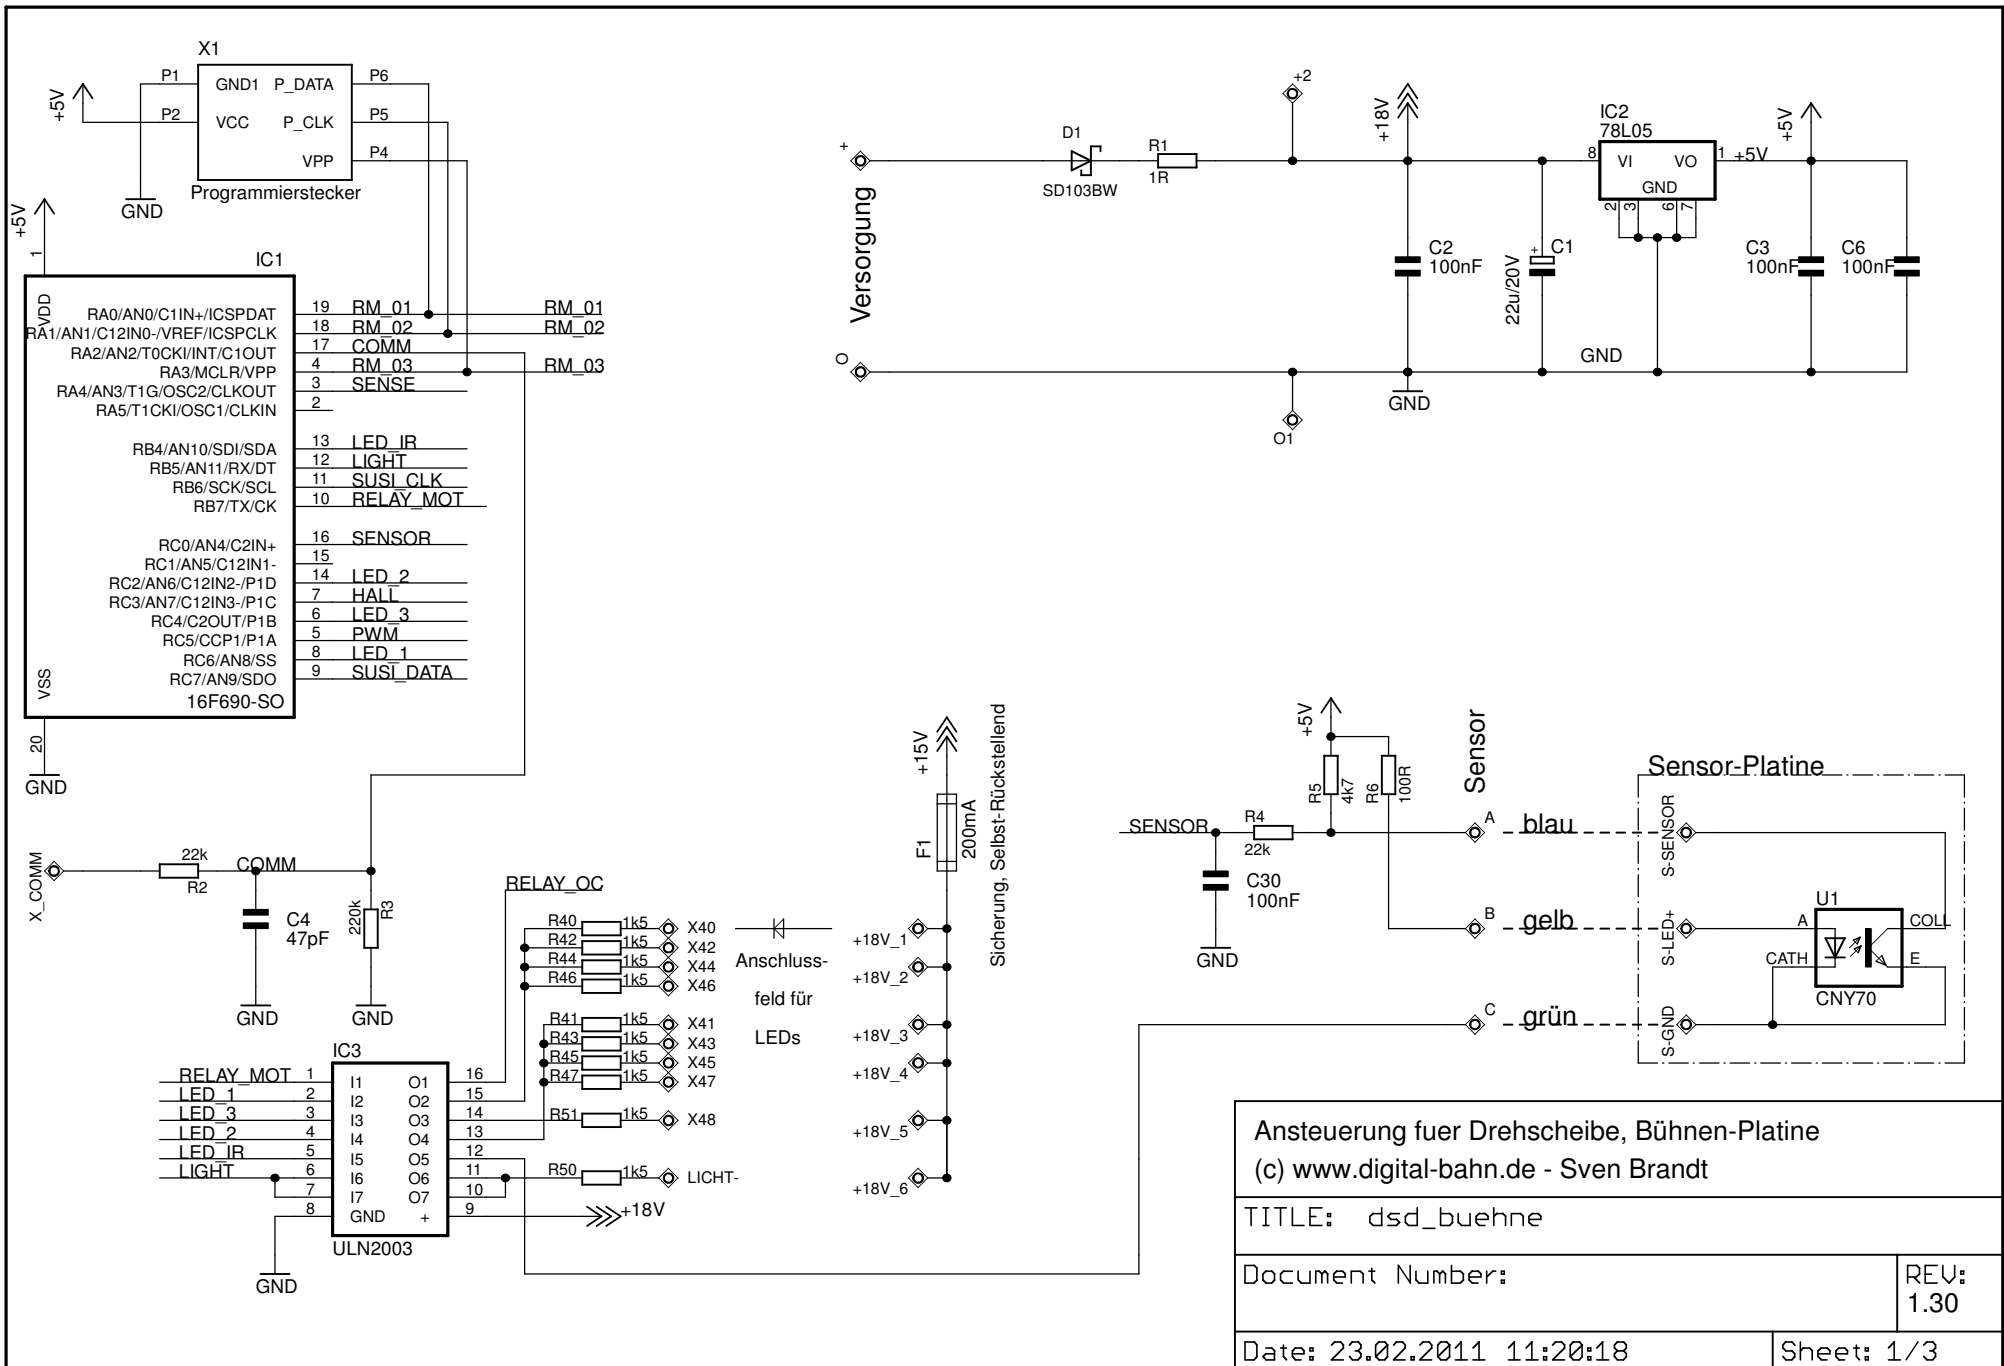 X1
P1 GND1 P_DATA P6
+5V
P2 VCC P_CLK P5
VPP P4
Programmierstecker
GND
+5V
1
IC1
VDD
RA0/AN0/C1IN+/ICSPDAT 19 RM_01 RM_01
RA1/AN1/C12IN0-/VREF/ICSPCLK 18 RM_02 RM_02
RA2/AN2/T0CKI/INT/C1OUT 17 COMM
RA3/MCLR/VPP 4 RM_03 RM_03
RA4/AN3/T1G/OSC2/CLKOUT 3 SENSE
RA5/T1CKI/OSC1/CLKIN 2
RB4/AN10/SDI/SDA 13 LED_IR
RB5/AN11/RX/DT 12 LIGHT
RB6/SCK/SCL 11 SUSI_CLK
RB7/TX/CK 10 RELAY_MOT
RC0/AN4/C2IN+ 16 SENSOR
RC1/AN5/C12IN1- 15
RC2/AN6/C12IN2-/P1D 14 LED_2
RC3/AN7/C12IN3-/P1C 7 HALL
RC4/C2OUT/P1B 6 LED_3
RC5/CCP1/P1A 5 PWM
RC6/AN8/SS 8 LED_1
RC7/AN9/SDO 9 SUSI_DATA
VSS
16F690-SO
20
GND
+2
+18V
IC2
78L05
+5V
+
D1
SD103BW
R1
1R
8 VI VO 1 +5V
GND
2 3 6 7
Versorgung
C2
100nF
+
C1
22u/20V
C3
100nF
C6
100nF
O
GND
GND
O1
X_COMM
22k
R2
COMM
C4
47pF
220k
R3
GND
GND
RELAY_OC
R40 1k5 X40
R42 1k5 X42
R44 1k5 X44
R46 1k5 X46
R41 1k5 X41
R43 1k5 X43
R45 1k5 X45
R47 1k5 X47
R51 1k5 X48
R50 1k5 LICHT-
Anschluss-
feld für
LEDs
+15V
F1
200mA
Sicherung, Selbst-Rückstellend
+18V_1
+18V_2
+18V_3
+18V_4
+18V_5
+18V_6
IC3
RELAY_MOT 1 I1 O1 16
LED_1 2 I2 O2 15
LED_3 3 I3 O3 14
LED_2 4 I4 O4 13
LED_IR 5 I5 O5 12
LIGHT 6 I6 O6 11
7 I7 O7 10
8 GND + 9 +18V
ULN2003
GND
+5V
R5
4k7
R6
100R
SENSOR
R4
22k
C30
100nF
GND
Sensor
A blau
B gelb
C grün
Sensor-Platine
S-SENSOR
S-LED+
S-GND
U1
A COLL
CATH E
CNY70
Ansteuerung fuer Drehscheibe, Bühnen-Platine
(c) www.digital-bahn.de - Sven Brandt
TITLE: dsd_buehne
Document Number:
REV:
1.30
Date: 23.02.2011 11:20:18
Sheet: 1/3